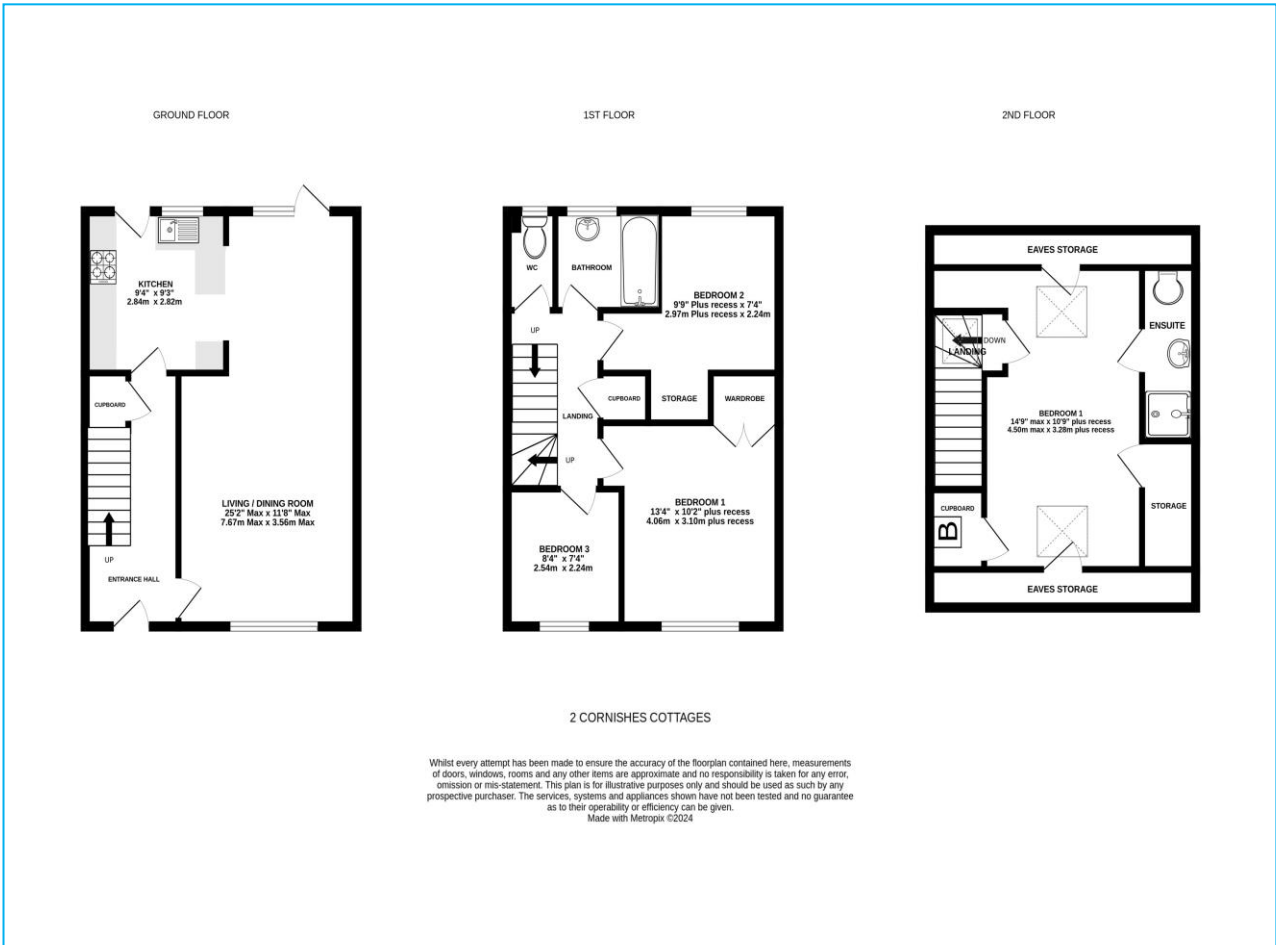 GROUND FLOOR
KITCHEN
9'4" x 9'3"
2.84m x 2.82m
CUPBOARD
LIVING / DINING ROOM
25'2" Max x 11'8" Max
7.67m Max x 3.56m Max
UP
ENTRANCE HALL
1ST FLOOR
WC
BATHROOM
BEDROOM 2
9'9" Plus recess x 7'4"
2.97m Plus recess x 2.24m
UP
CUPBOARD
STORAGE
WARDROBE
LANDING
UP
BEDROOM 1
13'4" x 10'2" plus recess
4.06m x 3.10m plus recess
BEDROOM 3
8'4" x 7'4"
2.54m x 2.24m
2ND FLOOR
EAVES STORAGE
ENSUITE
DOWN
LANDING
BEDROOM 1
14'9" max x 10'9" plus recess
4.50m max x 3.28m plus recess
CUPBOARD
B
STORAGE
EAVES STORAGE
2 CORNISHES COTTAGES
Whilst every attempt has been made to ensure the accuracy of the floorplan contained here, measurements
of doors, windows, rooms and any other items are approximate and no responsibility is taken for any error,
omission or mis-statement. This plan is for illustrative purposes only and should be used as such by any
prospective purchaser. The services, systems and appliances shown have not been tested and no guarantee
as to their operability or efficiency can be given.
Made with Metropix ©2024